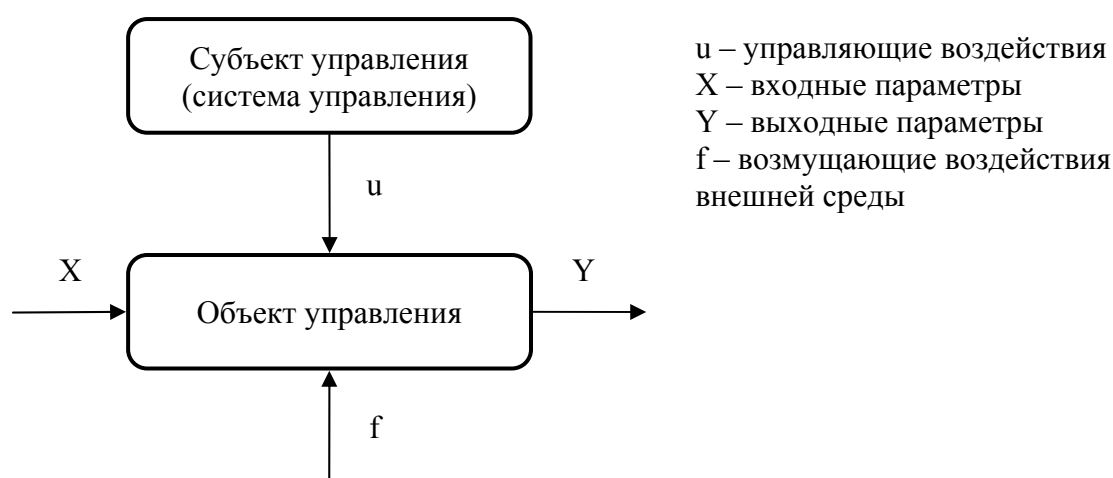 Субъект управления
(система управления)
u – управляющие воздействия
X – входные параметры
Y – выходные параметры
f – возмущающие воздействия
внешней среды
u
X
Y
Объект управления
f